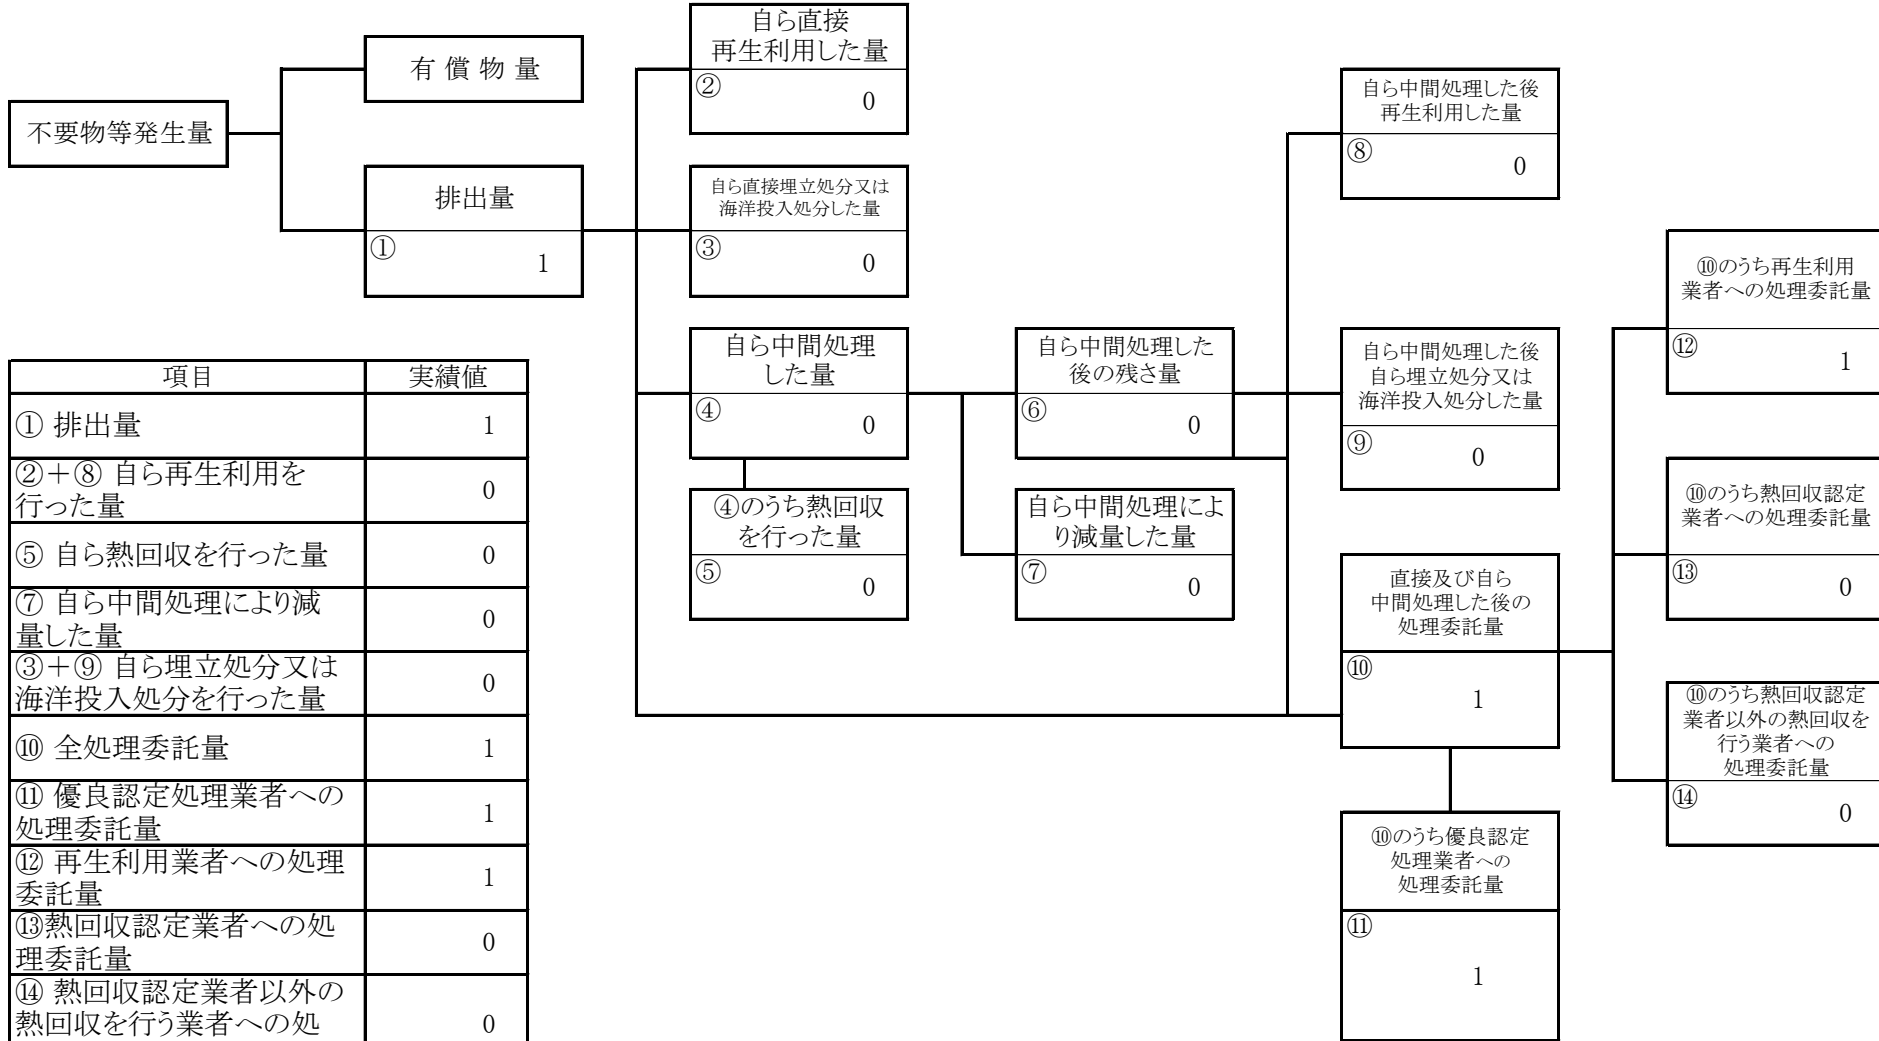 不要物等発生量
有 償 物 量
排出量
①
1
自ら直接
再生利用した量
②
0
自ら直接埋立処分又は
海洋投入処分した量
③
0
自ら中間処理
した量
④
0
④のうち熱回収
を行った量
⑤
0
自ら中間処理した
後の残さ量
⑥
0
自ら中間処理によ
り減量した量
⑦
0
自ら中間処理した後
再生利用した量
⑧
0
自ら中間処理した後
自ら埋立処分又は
海洋投入処分した量
⑨
0
直接及び自ら
中間処理した後の
処理委託量
⑩
1
⑩のうち優良認定
処理業者への
処理委託量
⑪
1
⑩のうち再生利用
業者への処理委託量
⑫
1
⑩のうち熱回収認定
業者への処理委託量
⑬
0
⑩のうち熱回収認定
業者以外の熱回収を
行う業者への
処理委託量
⑭
0
項目 実績値
① 排出量 1
②＋⑧ 自ら再生利用を
行った量 0
⑤ 自ら熱回収を行った量 0
⑦ 自ら中間処理により減
量した量 0
③＋⑨ 自ら埋立処分又は
海洋投入処分を行った量 0
⑩ 全処理委託量 1
⑪ 優良認定処理業者への
処理委託量 1
⑫ 再生利用業者への処理
委託量 1
⑬熱回収認定業者への処
理委託量 0
⑭ 熱回収認定業者以外の
熱回収を行う業者への処 0